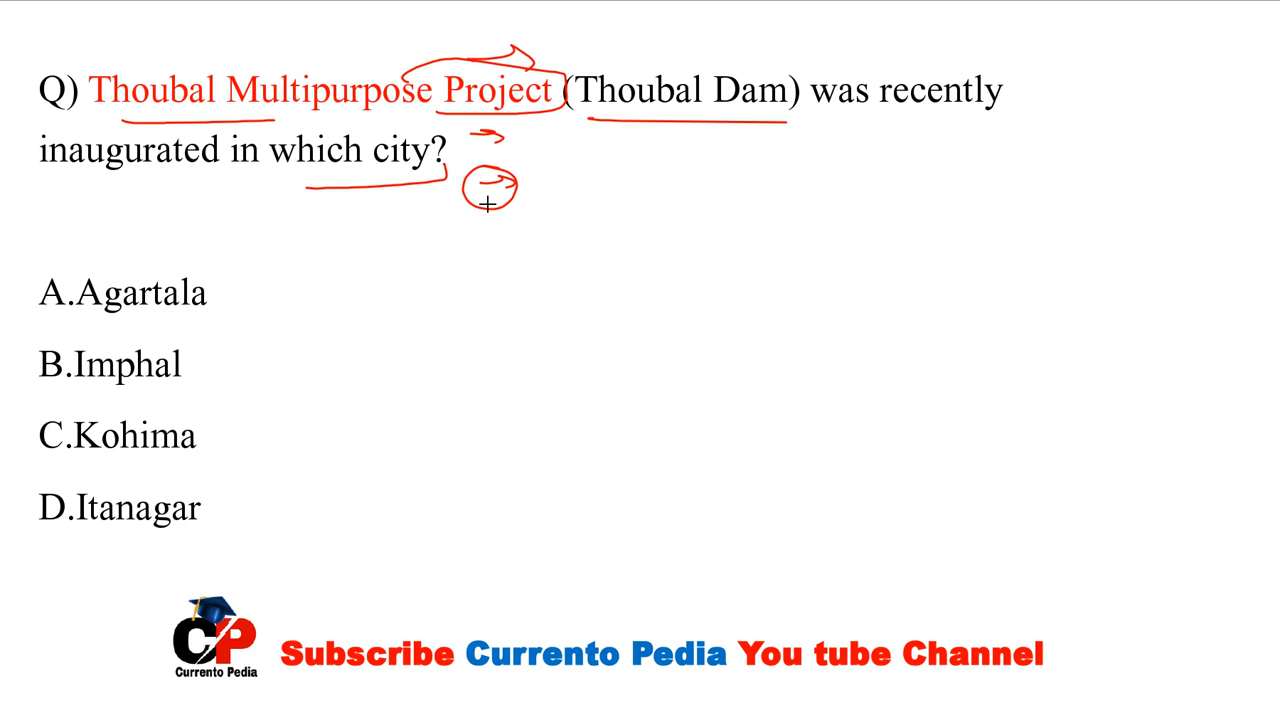 Q) Thoubal Multipurpose Project (Thoubal Dam) was recently
inaugurated in which city?
A.Agartala
B.Imphal
C.Kohima
D.Itanagar
CP
Currento Pedia
Subscribe Currento Pedia You tube Channel